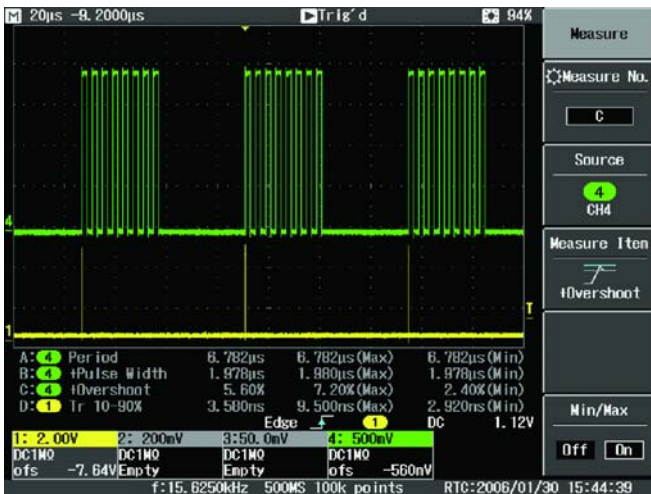 M 20µs -9.2000µs Trig'd 94%
Measure
Measure No.
C
Source
4
CH4
Measure Iten
+Overshoot
Min/Max
Off On
4
T
1
A: 4 Period 6.782µs 6.782µs(Max) 6.782µs(Min)
B: 4 +Pulse Width 1.978µs 1.980µs(Max) 1.978µs(Min)
C: 4 +Overshoot 5.60% 7.20%(Max) 2.40%(Min)
D: 1 Tr 10-90% 3.580ns 9.500ns(Max) 2.920ns(Min)
Edge 1 DC 1.12V
1: 2.00V 2: 200mV 3:50.0mV 4: 500mV
DC1MΩ DC1MΩ DC1MΩ DC1MΩ
ofs -7.64V Empty Empty ofs -560mV
f:15.6250kHz 500MS 100k points RTC:2006/01/30 15:44:39